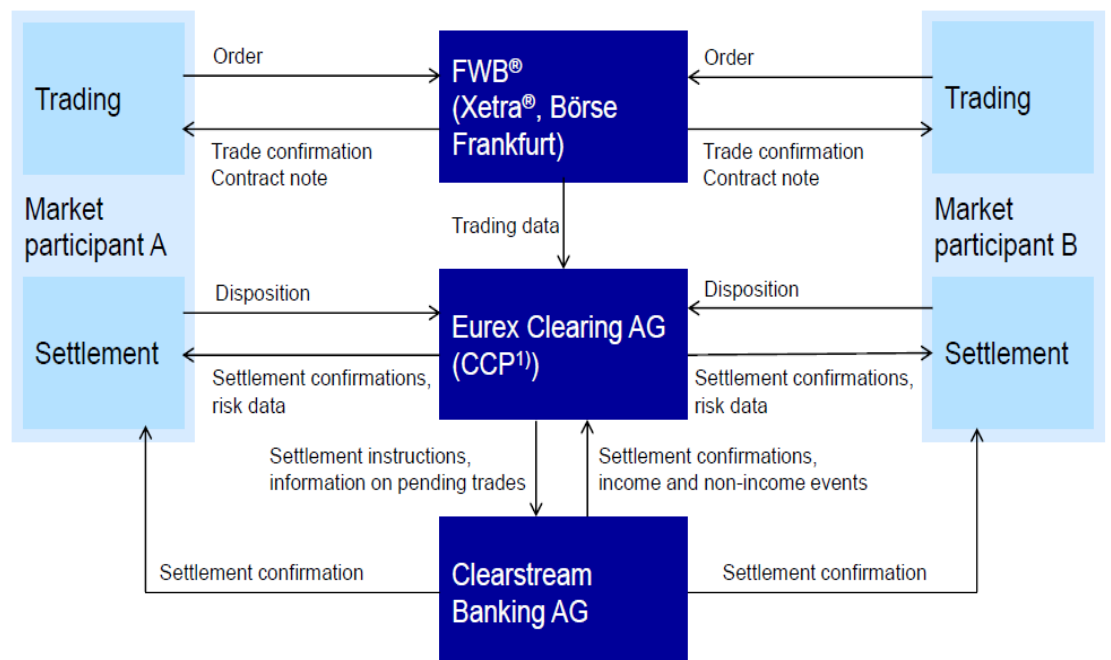 Order
Trading
Trade confirmation
Contract note
FWB®
(Xetra®, Börse
Frankfurt)
Order
Trading
Trade confirmation
Contract note
Market
participant A
Trading data
Market
participant B
Disposition
Settlement
Settlement confirmations,
risk data
Eurex Clearing AG
(CCP1))
Disposition
Settlement
Settlement confirmations,
risk data
Settlement instructions,
information on pending trades
Settlement confirmations,
income and non-income events
Settlement confirmation
Clearstream
Banking AG
Settlement confirmation